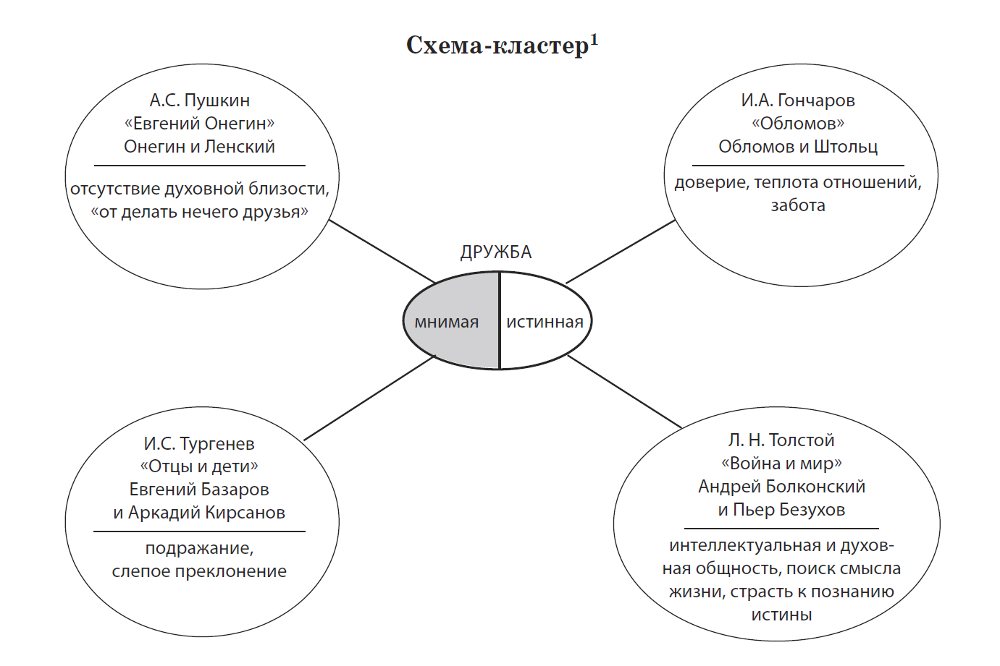 Схема-кластер¹
А.С. Пушкин
«Евгений Онегин»
Онегин и Ленский
отсутствие духовной близости,
«от делать нечего друзья»
И.А. Гончаров
«Обломов»
Обломов и Штольц
доверие, теплота отношений,
забота
ДРУЖБА
мнимая
истинная
И.С. Тургенев
«Отцы и дети»
Евгений Базаров
и Аркадий Кирсанов
подражание,
слепое преклонение
Л. Н. Толстой
«Война и мир»
Андрей Болконский
и Пьер Безухов
интеллектуальная и духов-
ная общность, поиск смысла
жизни, страсть к познанию
истины